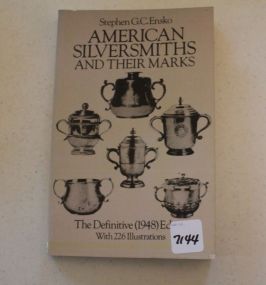 Stephen G.C. Ensko
AMERICAN
SILVERSMITHS
AND THEIR MARKS
The Definitive (1948) Ed
With 226 Illustrations
7144